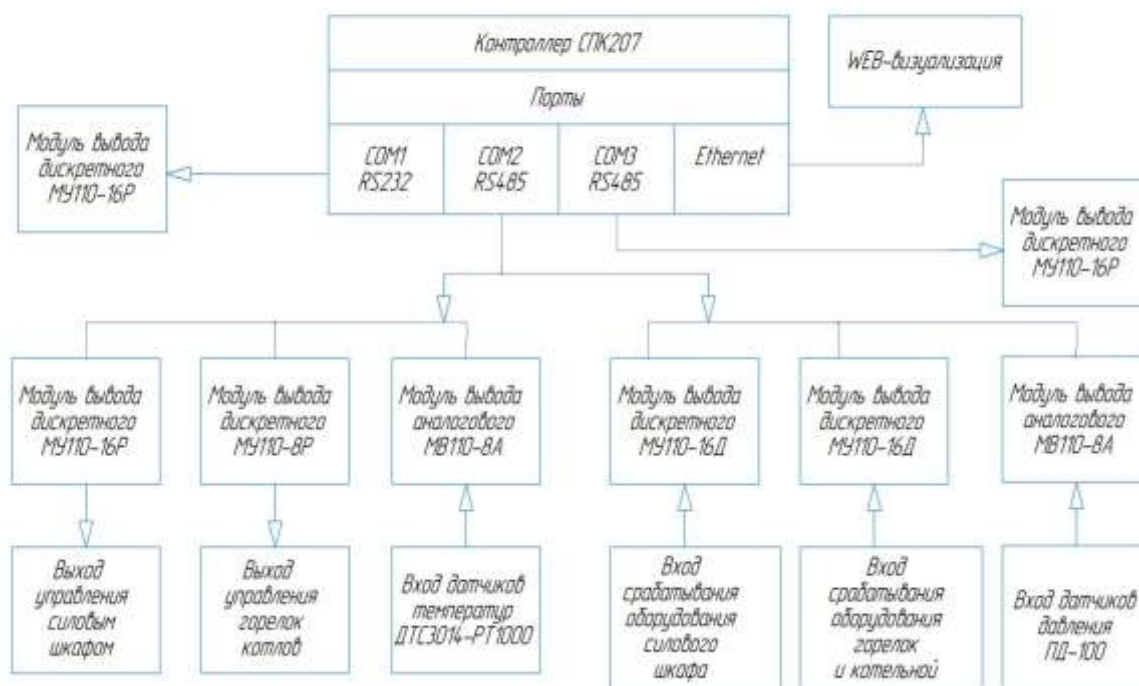 Контроллер СПК207
Порты
COM1
RS232
COM2
RS485
COM3
RS485
Ethernet
WEB-визуализация
Модуль вывода
дискретного
МУ110-16Р
Модуль вывода
дискретного
МУ110-16Р
Модуль вывода
дискретного
МУ110-16Р
Модуль вывода
дискретного
МУ110-8Р
Модуль вывода
аналогового
МВ110-8А
Модуль вывода
дискретного
МУ110-16Д
Модуль вывода
дискретного
МУ110-16Д
Модуль вывода
аналогового
МВ110-8А
Выход
управления
силовым
шкафом
Выход
управления
горелок
котлов
Вход датчиков
температур
ДТС3014-РТ1000
Вход
срабатывания
оборудования
силового
шкафа
Вход
срабатывания
оборудования
горелок
и котельной
Вход датчиков
давления
ПД-100